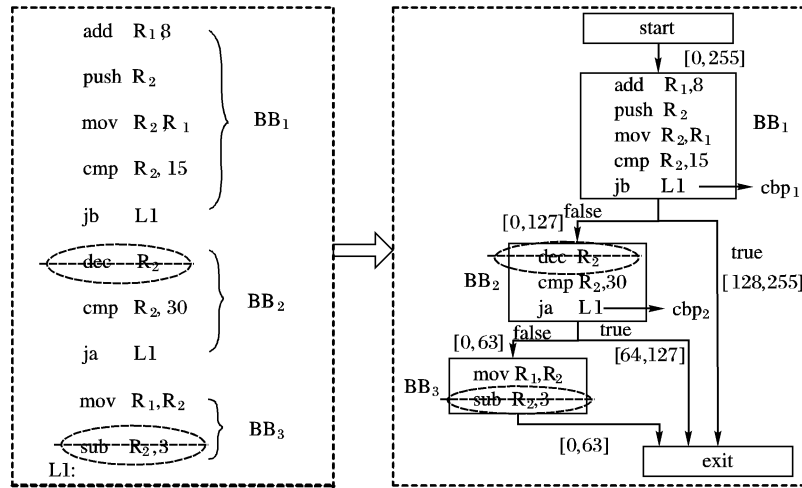 add R1,8
push R2
mov R2,R1
cmp R2,15
jb L1
BB1
dec R2
cmp R2,30
ja L1
BB2
mov R1,R2
sub R2,3
BB3
L1:
start
[0,255]
add R1,8
push R2
mov R2,R1
cmp R2,15
jb L1
BB1
cbp1
false
[0,127]
true
[128,255]
dec R2
cmp R2,30
ja L1
BB2
cbp2
false
true
[0,63]
[64,127]
mov R1,R2
sub R2,3
BB3
[0,63]
exit